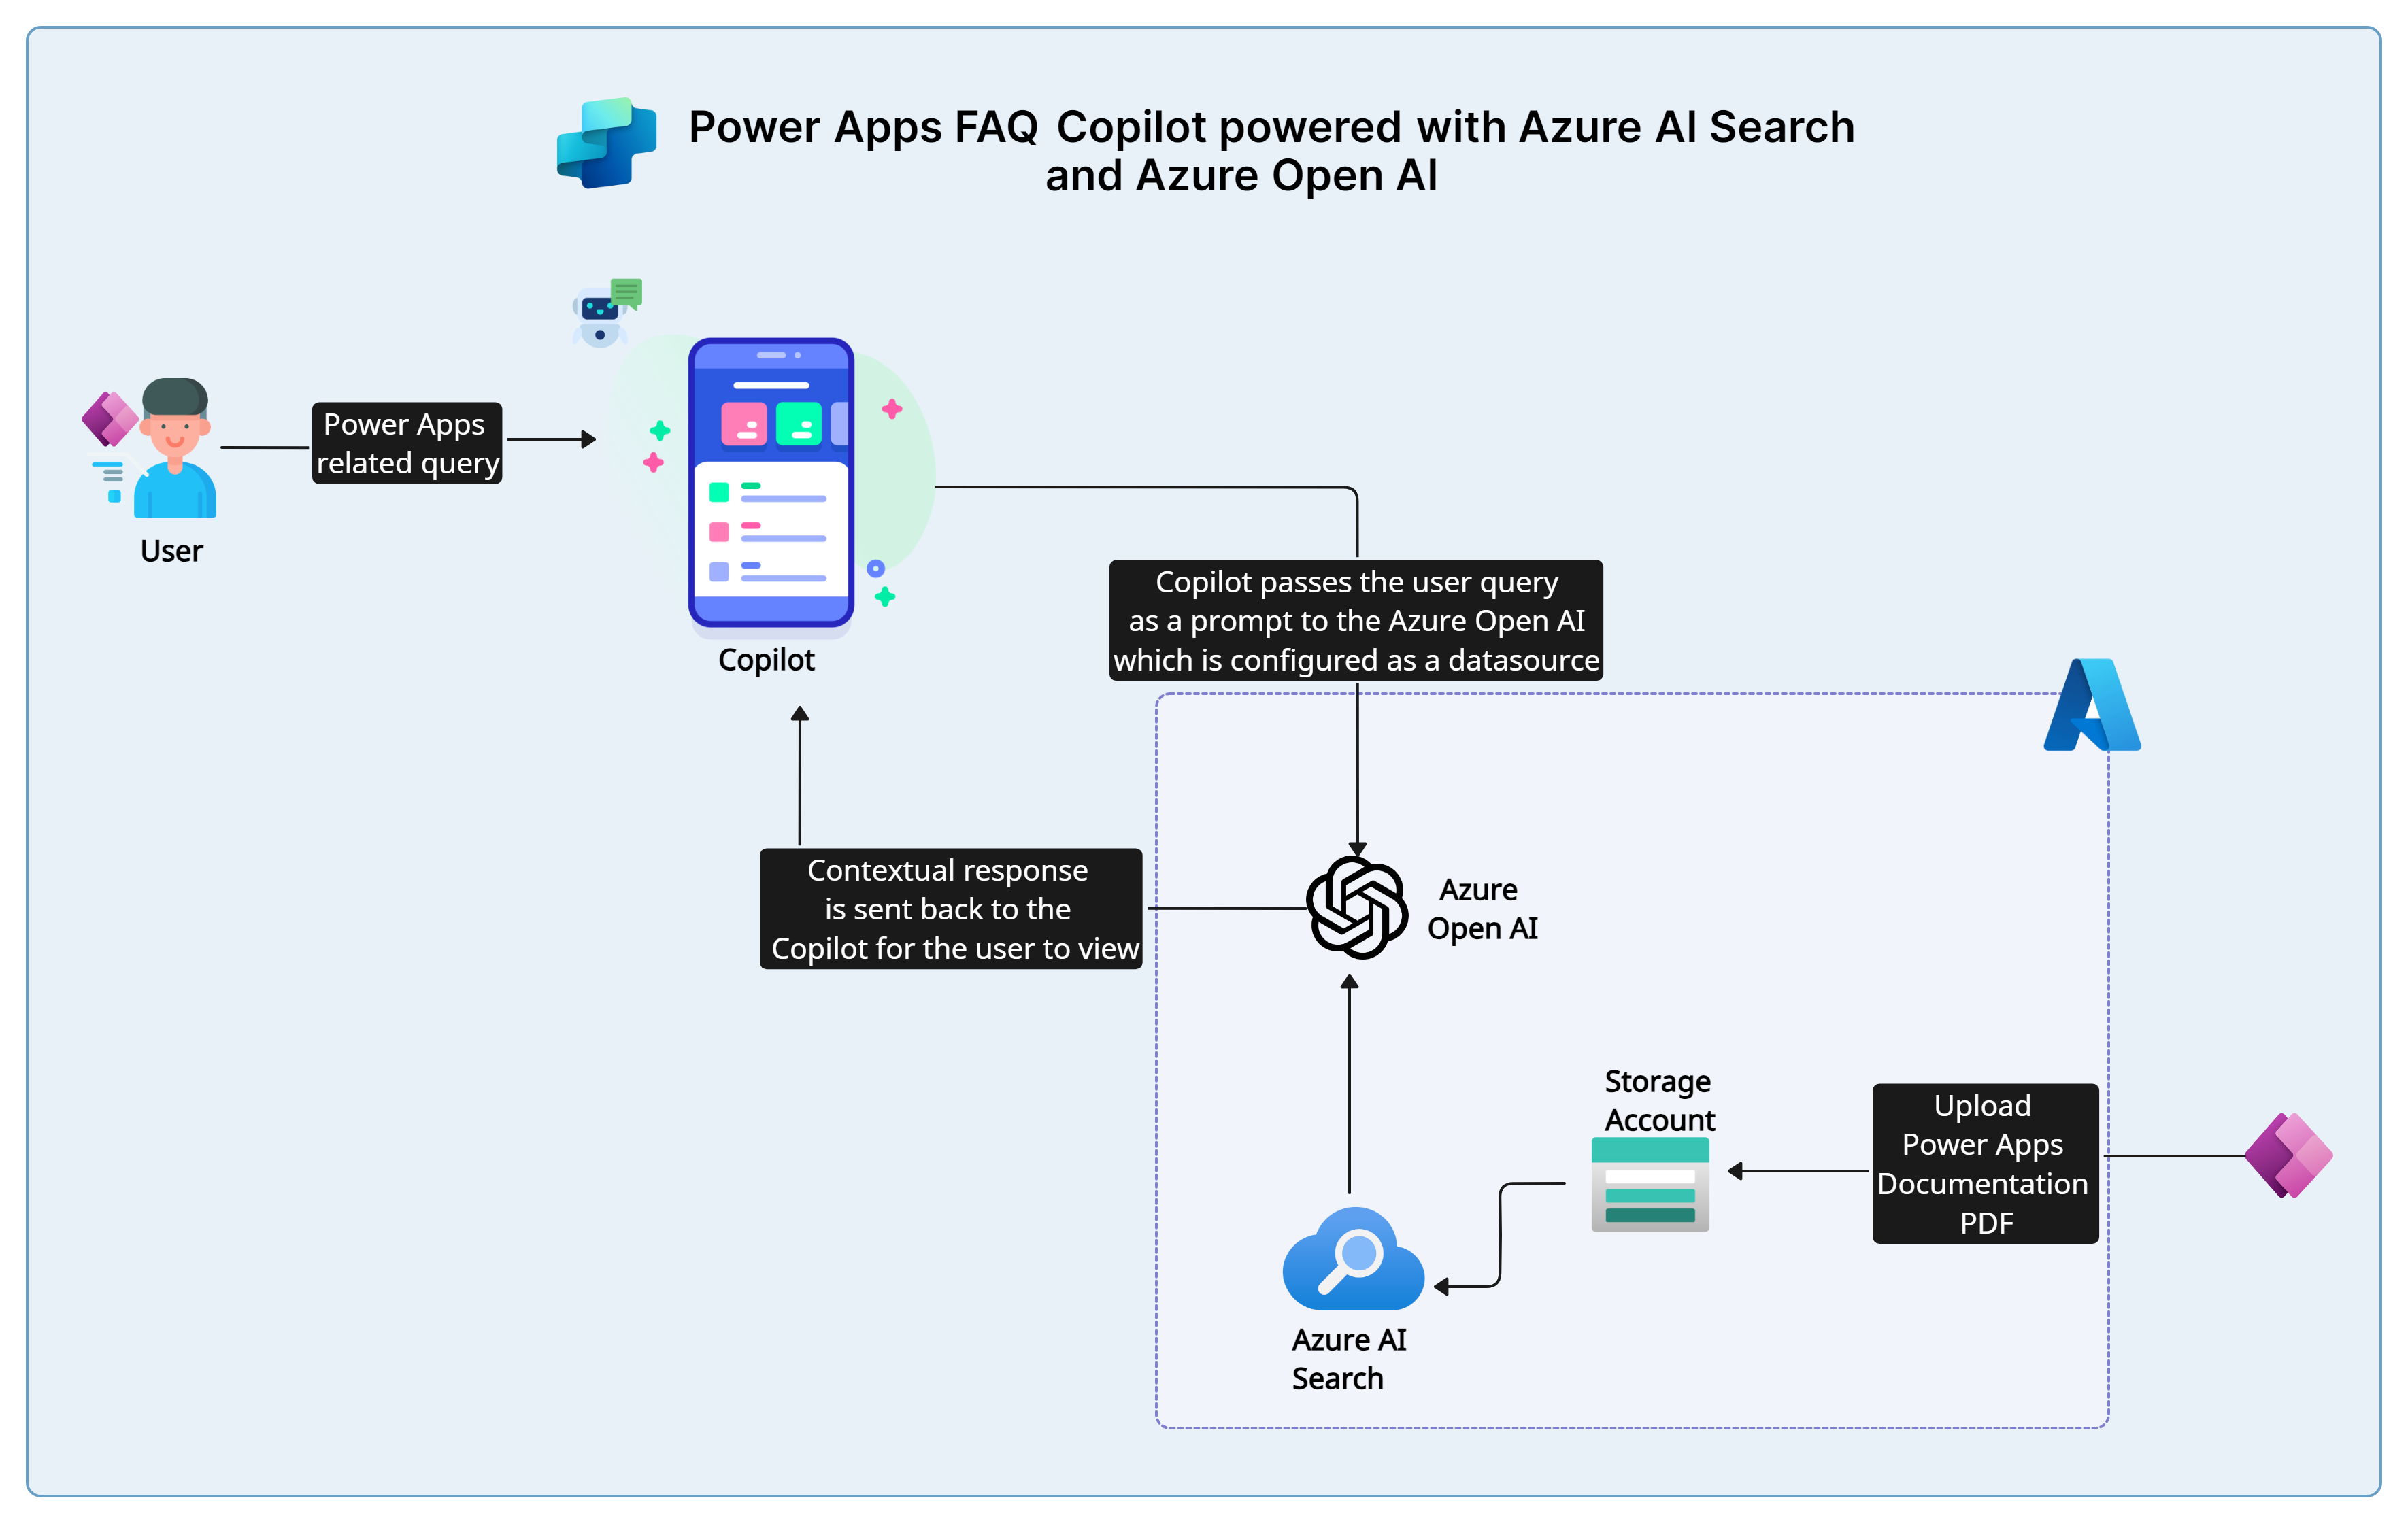 Power Apps FAQ Copilot powered with Azure AI Search
and Azure Open AI
Power Apps
related query
User
Copilot
Copilot passes the user query
as a prompt to the Azure Open AI
which is configured as a datasource
Contextual response
is sent back to the
Copilot for the user to view
Azure
Open AI
Storage
Account
Upload
Power Apps
Documentation
PDF
Azure AI
Search